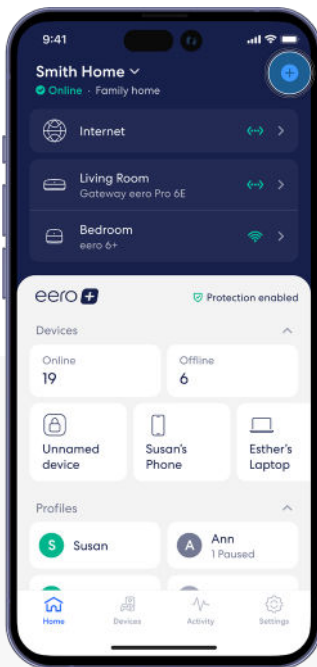 9:41
Smith Home
Online · Family home
Internet
Living Room
Gateway eero Pro 6E
Bedroom
eero 6+
eero+
Protection enabled
Devices
Online
19
Offline
6
Unnamed
device
Susan's
Phone
Esther's
Laptop
Profiles
S Susan
A Ann
1 Paused
Home
Devices
Activity
Settings